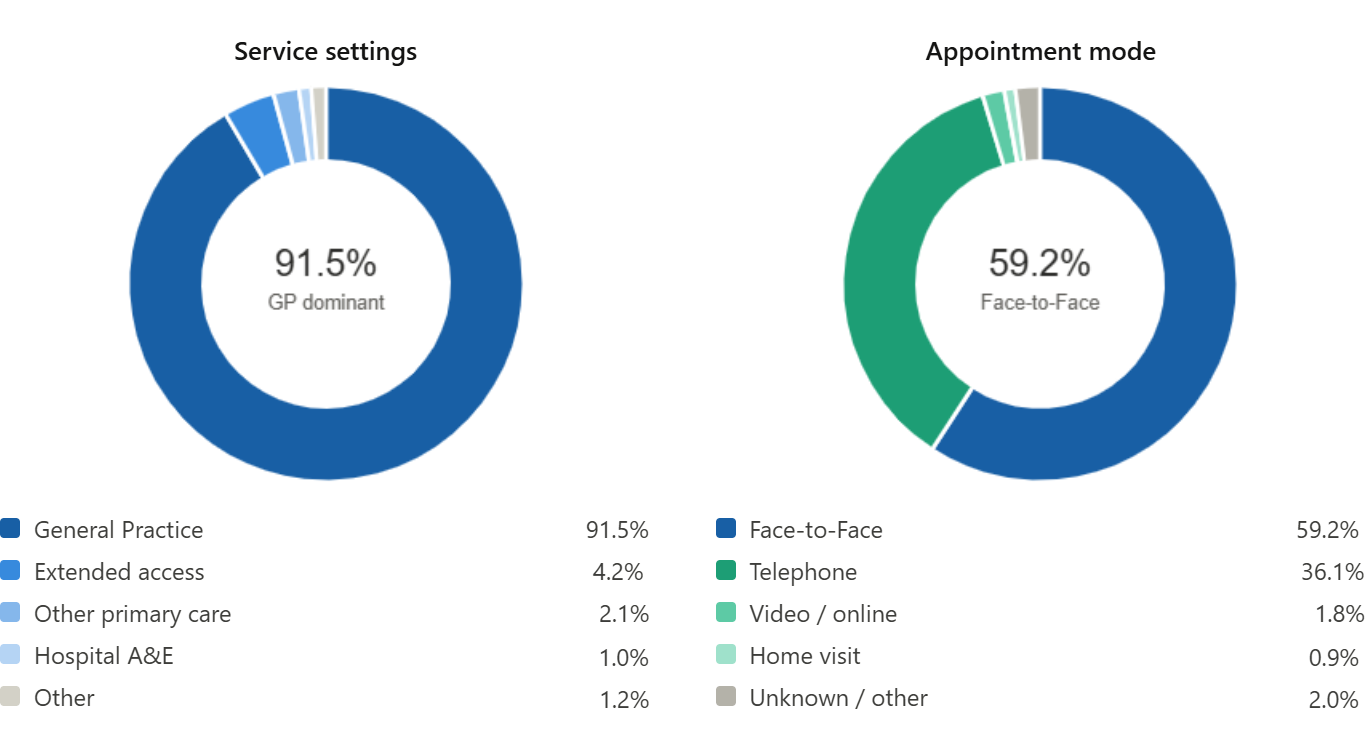 Service settings
91.5%
GP dominant
General Practice 91.5%
Extended access 4.2%
Other primary care 2.1%
Hospital A&E 1.0%
Other 1.2%
Appointment mode
59.2%
Face-to-Face
Face-to-Face 59.2%
Telephone 36.1%
Video / online 1.8%
Home visit 0.9%
Unknown / other 2.0%